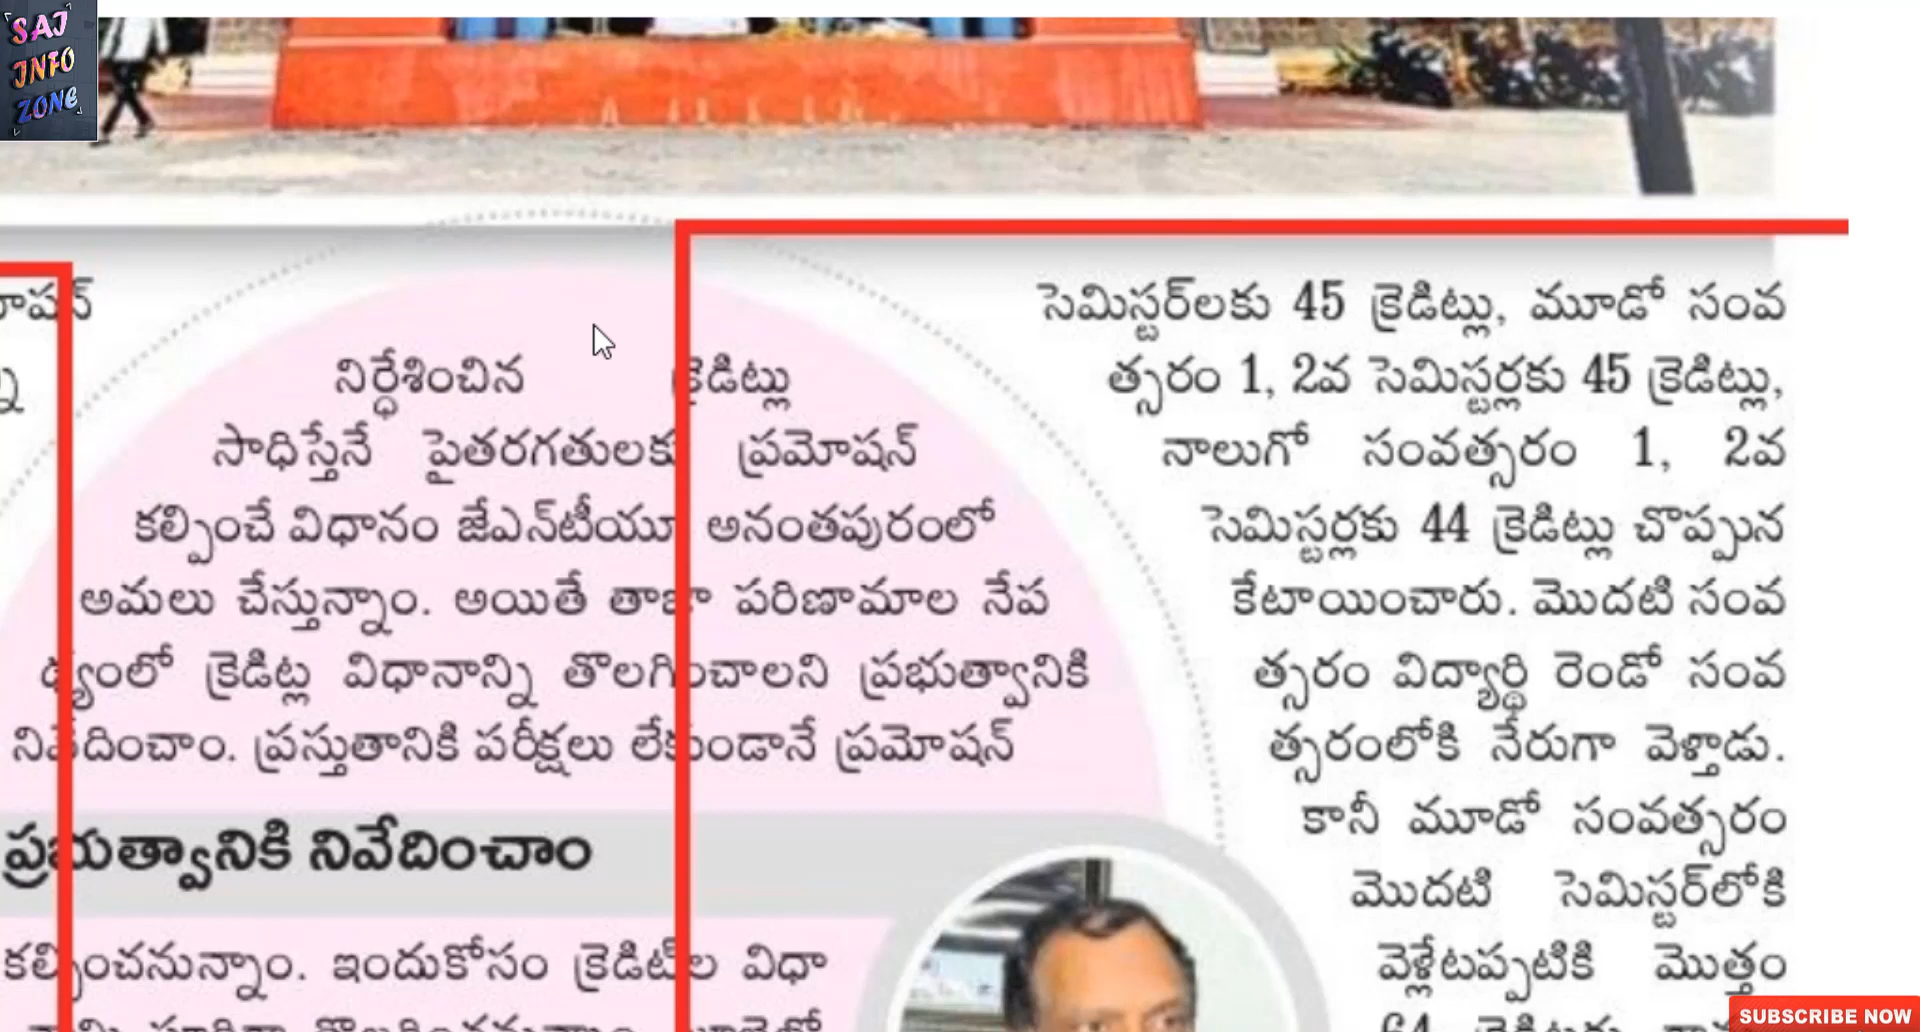 SAJ
INFO
ZONE
నిర్ధేశించిన క్రెడిట్లు
సాధిస్తేనే పైతరగతులకు ప్రమోషన్
కల్పించే విధానం జేఎన్‌టీయూ అనంతపురంలో
అమలు చేస్తున్నాం. అయితే తాజా పరిణామాల నేప
థ్యంలో క్రెడిట్ల విధానాన్ని తొలగించాలని ప్రభుత్వానికి
నివేదించాం. ప్రస్తుతానికి పరీక్షలు లేకుండానే ప్రమోషన్
ప్రభుత్వానికి నివేదించాం
కల్పించనున్నాం. ఇందుకోసం క్రెడిట్‌ల విధా
సెమిస్టర్‌లకు 45 క్రెడిట్లు, మూడో సంవ
త్సరం 1, 2వ సెమిస్టర్లకు 45 క్రెడిట్లు,
నాలుగో సంవత్సరం 1, 2వ
సెమిస్టర్లకు 44 క్రెడిట్లు చొప్పున
కేటాయించారు. మొదటి సంవ
త్సరం విద్యార్థి రెండో సంవ
త్సరంలోకి నేరుగా వెళ్తాడు.
కానీ మూడో సంవత్సరం
మొదటి సెమిస్టర్‌లోకి
వెళ్లేటప్పటికి మొత్తం
SUBSCRIBE NOW